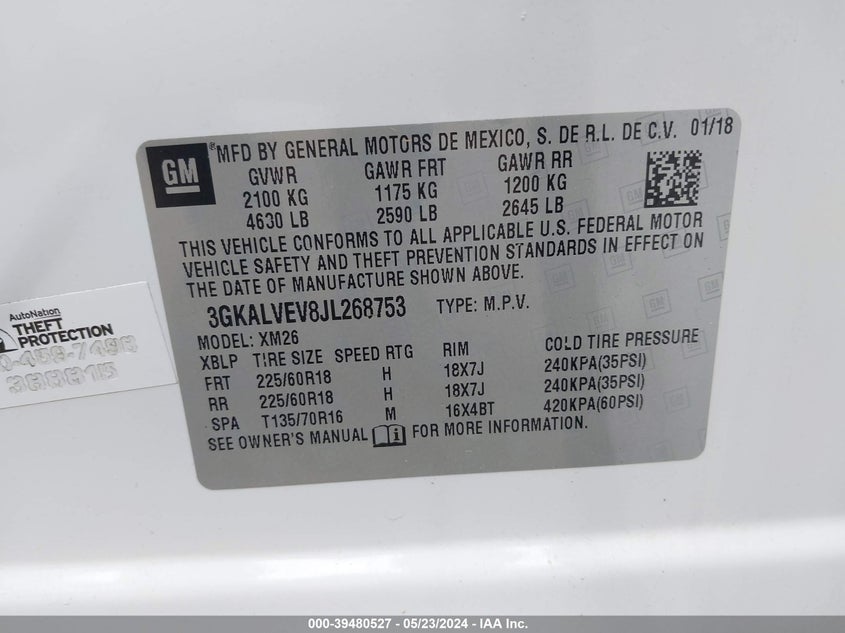 GM
®MFD BY GENERAL MOTORS DE MEXICO, S. DE R.L. DE C.V. 01/18
GVWR GAWR FRT GAWR RR
2100 KG 1175 KG 1200 KG
4630 LB 2590 LB 2645 LB
THIS VEHICLE CONFORMS TO ALL APPLICABLE U.S. FEDERAL MOTOR
VEHICLE SAFETY AND THEFT PREVENTION STANDARDS IN EFFECT ON
THE DATE OF MANUFACTURE SHOWN ABOVE.
3GKALVEV8JL268753 TYPE: M.P.V.
MODEL: XM26
XBLP TIRE SIZE SPEED RTG RIM COLD TIRE PRESSURE
FRT 225/60R18 H 18X7J 240KPA(35PSI)
RR 225/60R18 H 18X7J 240KPA(35PSI)
SPA T135/70R16 M 16X4BT 420KPA(60PSI)
SEE OWNER'S MANUAL FOR MORE INFORMATION.
AutoNation
THEFT
PROTECTION
000-39480527 - 05/23/2024 - IAAI.COM